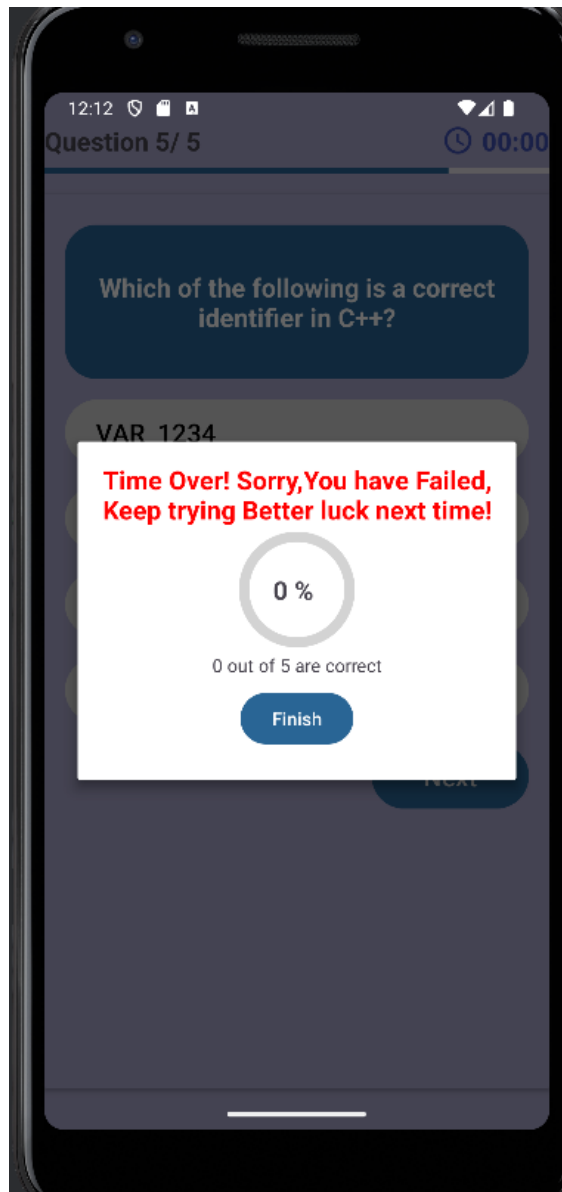 12:12
Question 5/ 5
00:00
Which of the following is a correct
identifier in C++?
VAR_1234
Time Over! Sorry,You have Failed,
Keep trying Better luck next time!
0 %
0 out of 5 are correct
Finish
Next